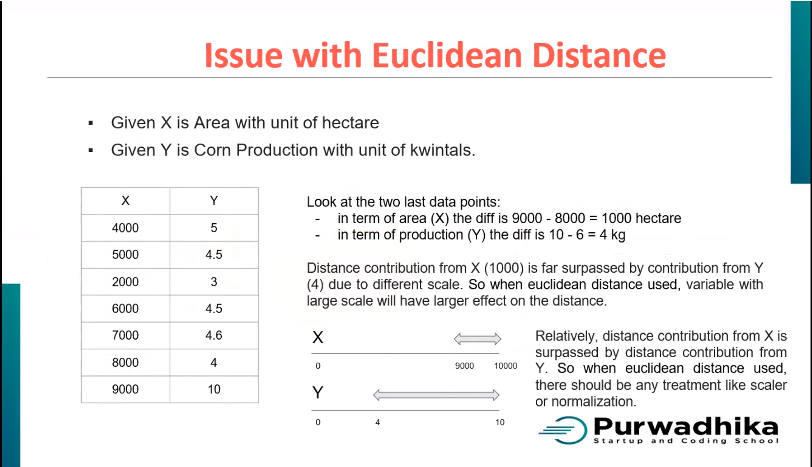 Issue with Euclidean Distance
▪ Given X is Area with unit of hectare
▪ Given Y is Corn Production with unit of kwintals.
X Y
4000 5
5000 4.5
2000 3
6000 4.5
7000 4.6
8000 4
9000 10
Look at the two last data points:
- in term of area (X) the diff is 9000 - 8000 = 1000 hectare
- in term of production (Y) the diff is 10 - 6 = 4 kg
Distance contribution from X (1000) is far surpassed by contribution from Y
(4) due to different scale. So when euclidean distance used, variable with
large scale will have larger effect on the distance.
X
0 9000 10000
Y
0 4 10
Relatively, distance contribution from X is
surpassed by distance contribution from
Y. So when euclidean distance used,
there should be any treatment like scaler
or normalization.
Purwadhika
Startup and Coding School